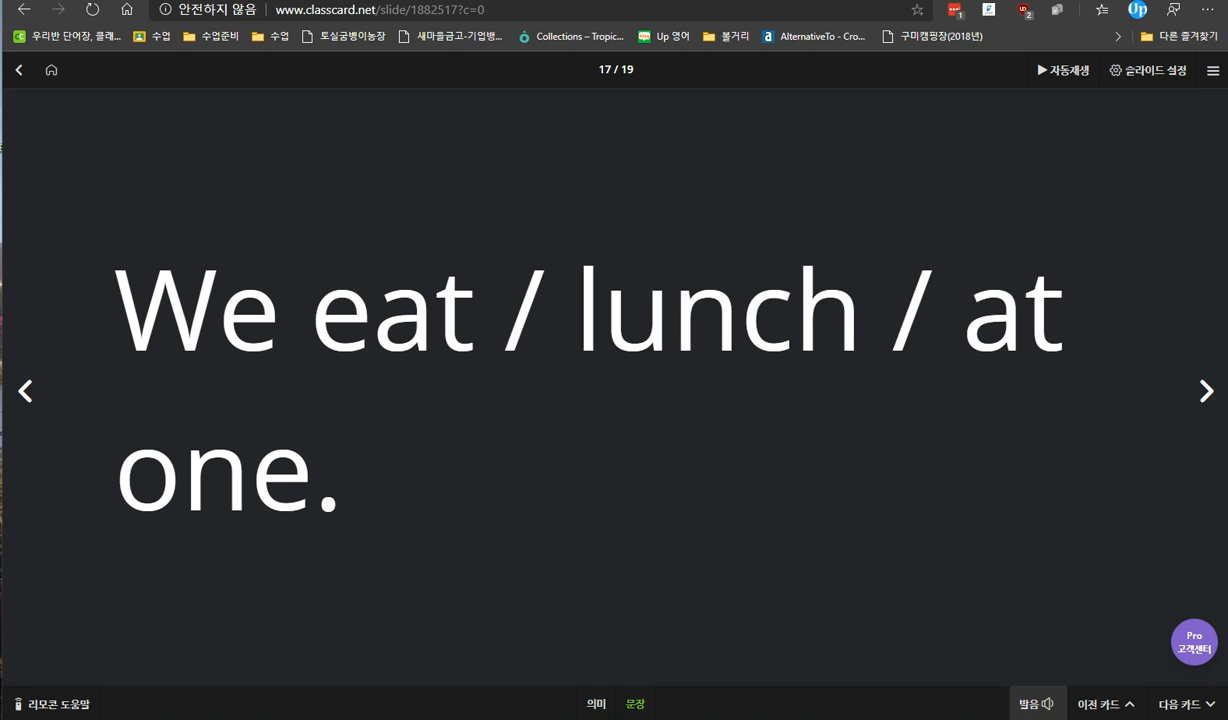 안전하지 않음 | www.classcard.net/slide/1882517?c=0
1 2 Up
우리반 단어장, 클래... 수업 수업준비 수업 토실굼벵이농장 새마을금고-기업뱅... Collections – Tropic... Up 영어 볼거리 AlternativeTo - Cro... 구미캠핑장(2018년) 다른 즐겨찾기
17 / 19 자동재생 슬라이드 설정
We eat / lunch / at
one.
Pro
고객센터
리모콘 도움말 의미 문장 발음 이전 카드 다음 카드